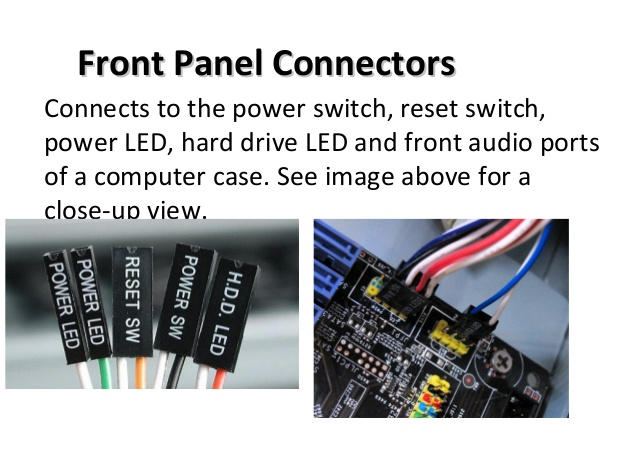 Front Panel Connectors
Connects to the power switch, reset switch,
power LED, hard drive LED and front audio ports
of a computer case. See image above for a
close-up view.
POWER LED
POWER LED
RESET SW
POWER SW
H.D.D. LED